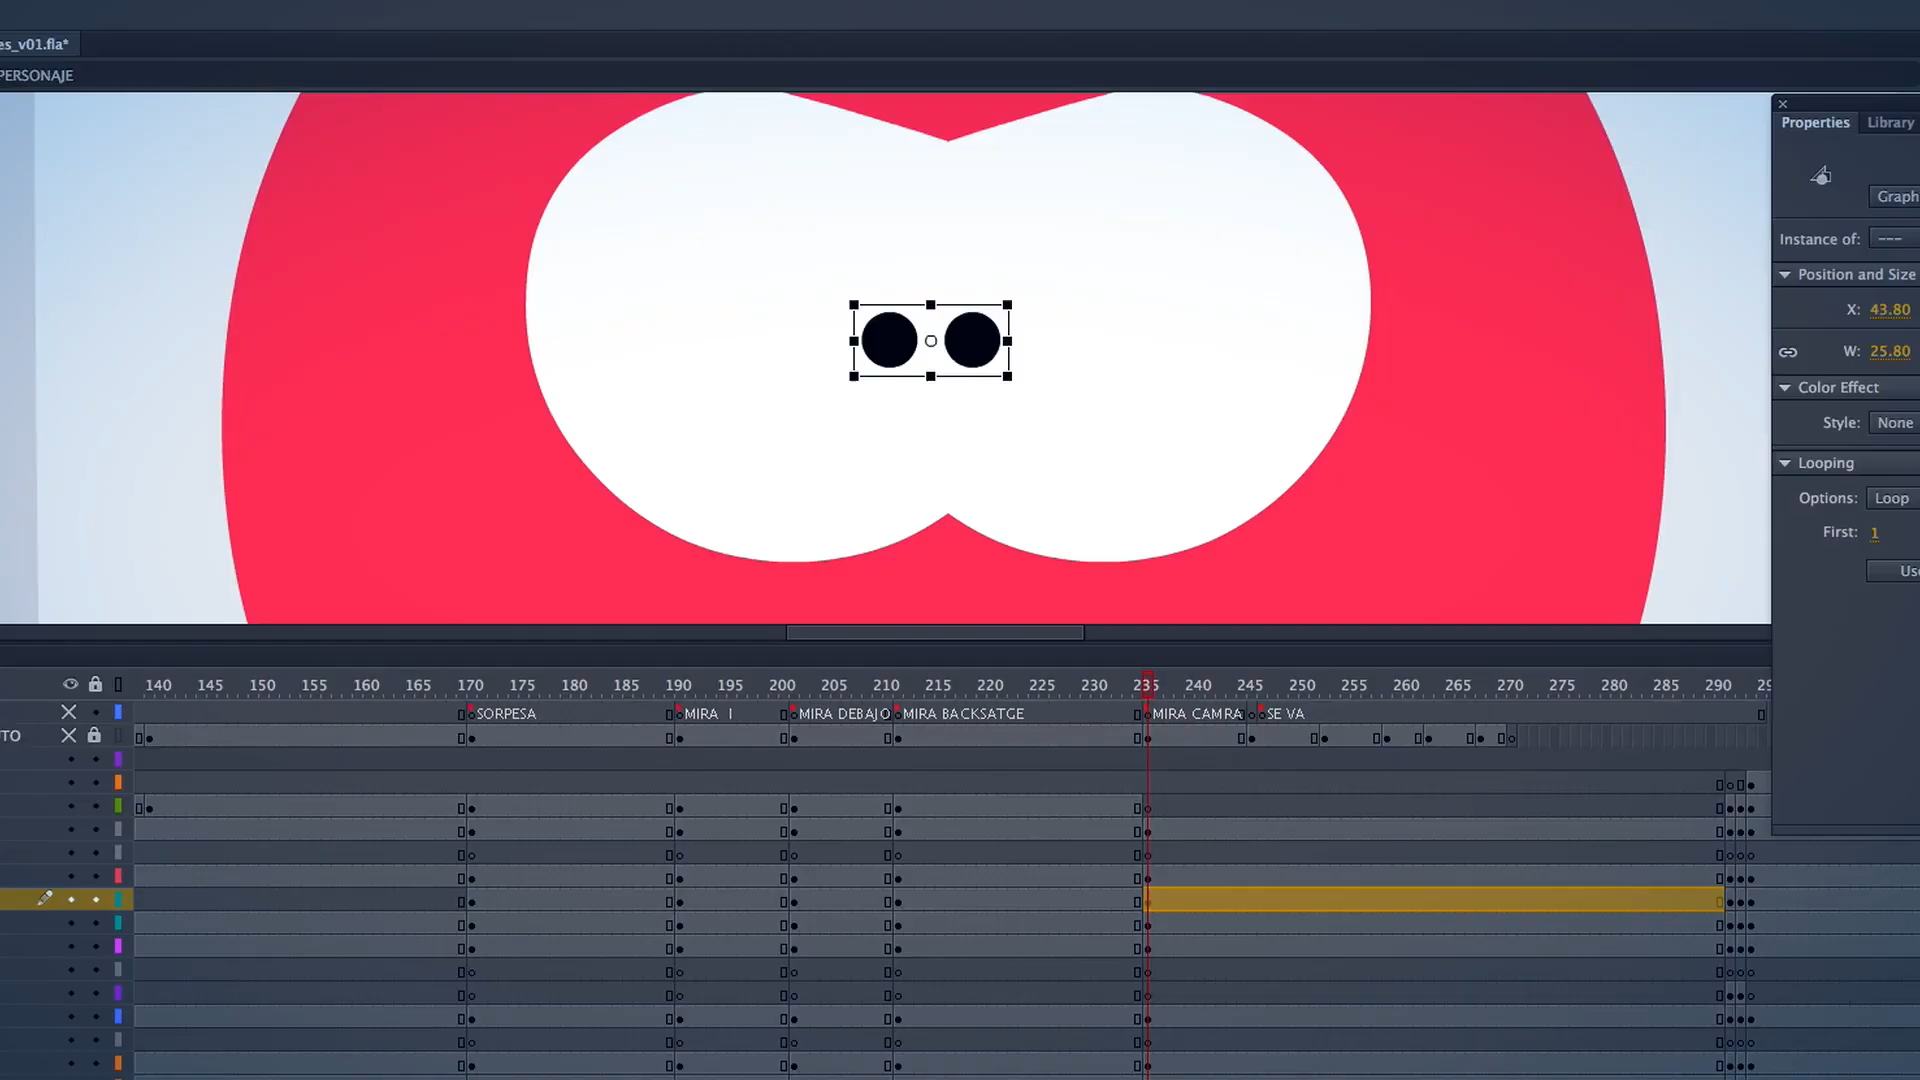 es_v01.fla*
PERSONAJE
Properties Library
Graph
Instance of: ---
Position and Size
X: 43.80
W: 25.80
Color Effect
Style: None
Looping
Options: Loop
First: 1
Use
140 145 150 155 160 165 170 175 180 185 190 195 200 205 210 215 220 225 230 235 240 245 250 255 260 265 270 275 280 285 290 29
SORPESA MIRA I MIRA DEBAJO MIRA BACKSATGE MIRA CAMRA SE VA
TO